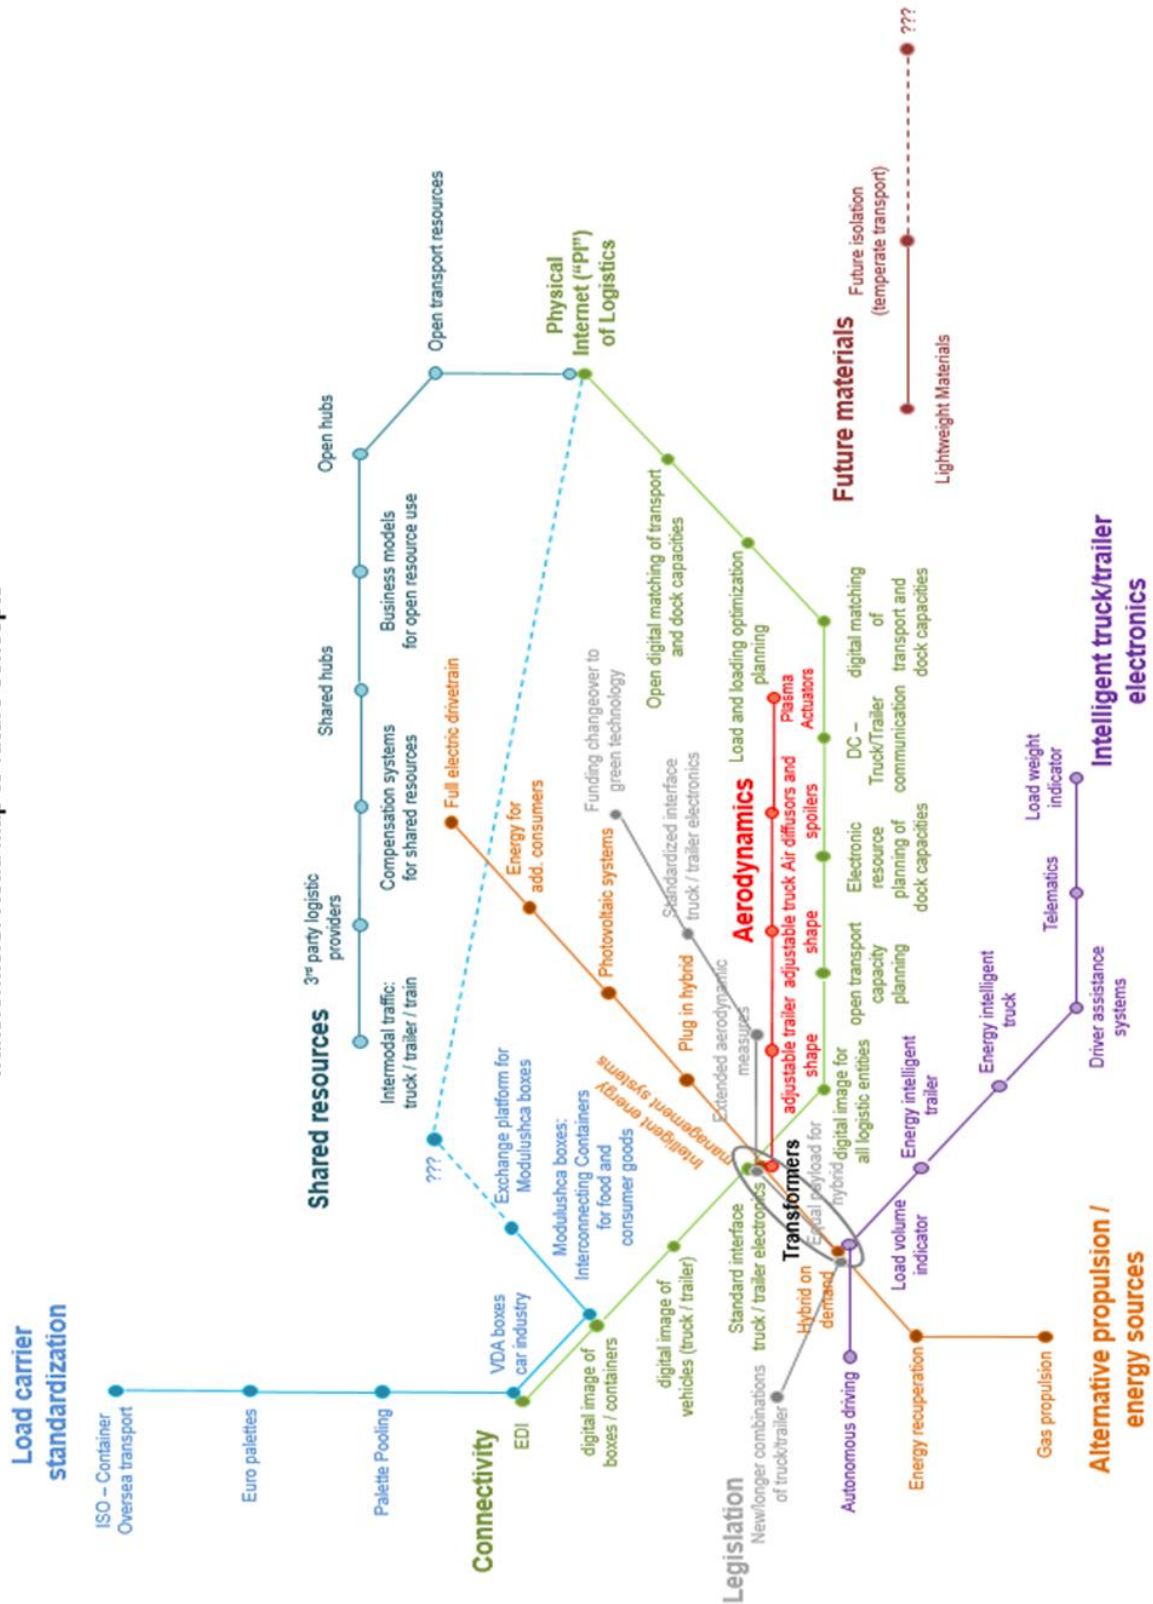 Load carrier
standardization
ISO – Container
Oversea transport
Euro palettes
Palette Pooling
VDA boxes
car industry
Modulushca boxes:
Interconnecting Containers
for food and
consumer goods
Exchange platform for
Modulushca boxes
???
Shared resources
Intermodal traffic:
truck / trailer / train
3rd party logistic
providers
Compensation systems
for shared resources
Shared hubs
Business models
for open resource use
Open hubs
Open transport resources
Physical
Internet ("PI")
of Logistics
Connectivity
EDI
digital image of
boxes / containers
digital image of
vehicles (truck / trailer)
Standard interface
truck / trailer electronics
digital image for
all logistic entities
open transport
capacity
planning
Electronic
resource
planning of
dock capacities
DC –
Truck/Trailer
communication
digital matching
of
transport and
dock capacities
Load and loading optimization
planning
Open digital matching of transport
and dock capacities
Legislation
New/longer combinations
of truck/trailer
Equal payload for
hybrid
Extended aerodynamic
measures
Standardized interface
truck / trailer electronics
Funding changeover to
green technology
Transformers
Aerodynamics
adjustable trailer
shape
adjustable truck
shape
Air diffusors and
spoilers
Plasma
Actuators
Alternative propulsion /
energy sources
Gas propulsion
Energy recuperation
Hybrid on
demand
Intelligent energy
management systems
Plug in hybrid
Photovoltaic systems
Energy for
add. consumers
Full electric drivetrain
Intelligent truck/trailer
electronics
Autonomous driving
Load volume
indicator
Energy intelligent
trailer
Energy intelligent
truck
Driver assistance
systems
Telematics
Load weight
indicator
Future materials
Lightweight Materials
Future isolation
(temperate transport)
???